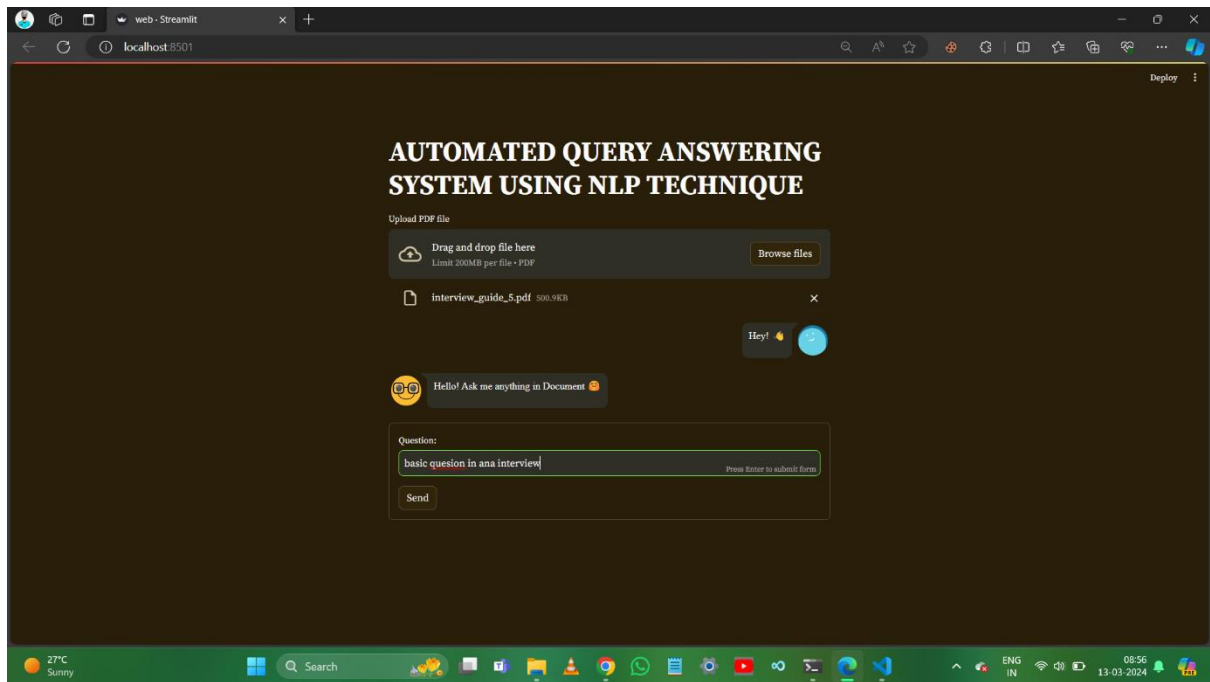 web - Streamlit
localhost:8501
Deploy
AUTOMATED QUERY ANSWERING
SYSTEM USING NLP TECHNIQUE
Upload PDF file
Drag and drop file here
Limit 200MB per file • PDF
Browse files
interview_guide_5.pdf 500.9KB
Hey! 👋
Hello! Ask me anything in Document 🤗
Question:
basic quesion in ana interview
Press Enter to submit form
Send
27°C
Sunny
Search
ENG
IN
08:56
13-03-2024